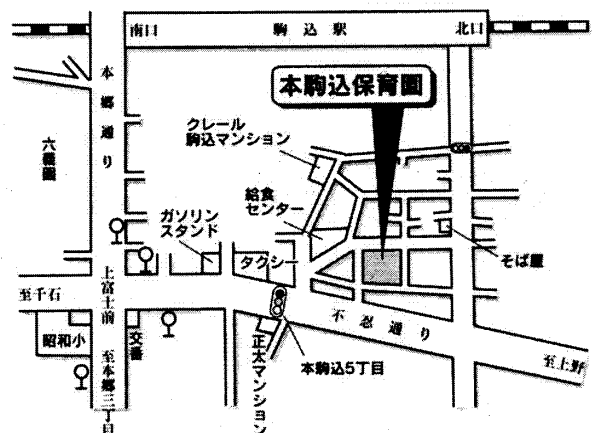 南口
駒込駅
北口
本郷通り
本駒込保育園
クレール
駒込マンション
六義園
給食
センター
ガソリン
スタンド
タクシー
そば屋
至千石
上富士前
不忍通り
昭和小
交番
正太マンション
本駒込5丁目
至上野
至本郷三丁目